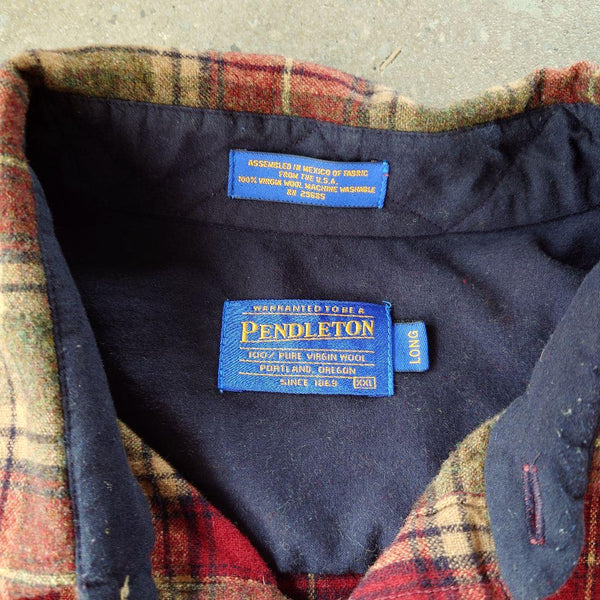 ASSEMBLED IN MEXICO OF FABRIC
FROM THE U.S.A.
100% VIRGIN WOOL MACHINE WASHABLE
RN 29685
WARRANTED TO BE A
PENDLETON
100% PURE VIRGIN WOOL
PORTLAND, OREGON
SINCE 1863 XXL
LONG